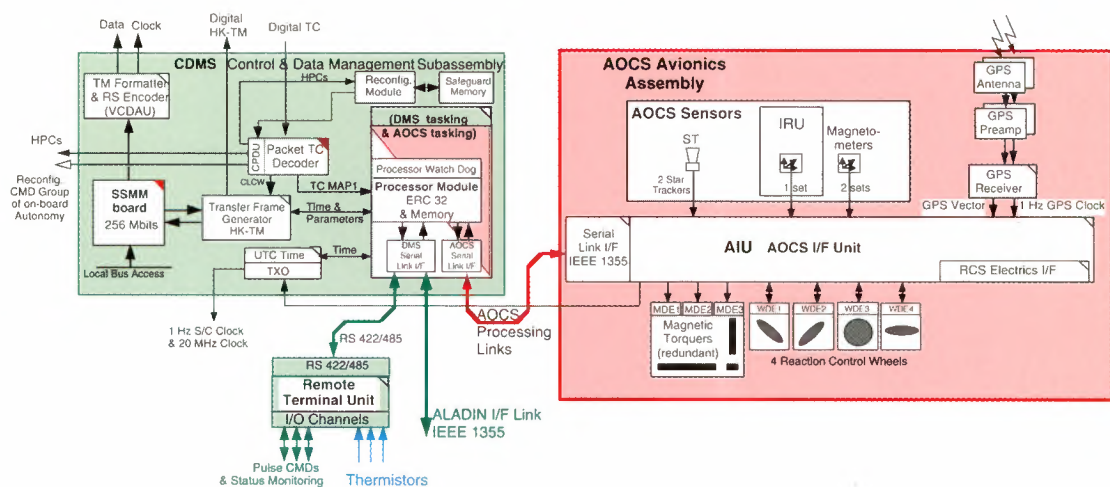 Data Clock
Digital
HK-TM
Digital TC
CDMS Control & Data Management Subassembly
HPCs
TM Formatter
& RS Encoder
(VCDAU)
Reconfig.
Module
Safeguard
Memory
(DMS tasking
& AOCS tasking)
HPCs
CPDU
Packet TC
Decoder
Processor Watch Dog
Reconfig.
CMD Group
of on-board
Autonomy
CLCW
TC MAP1
Processor Module
ERC 32
& Memory
SSMM
board
256 Mbits
Transfer Frame
Generator
HK-TM
Time &
Parameters
DMS
Serial
Link I/F
AOCS
Serial
Link I/F
UTC Time
TXO
Time
Local Bus Access
1 Hz S/C Clock
& 20 MHz Clock
RS 422/485
AOCS
Processing
Links
RS 422/485
Remote
Terminal Unit
I/O Channels
ALADIN I/F Link
IEEE 1355
Pulse CMDs
& Status Monitoring
Thermistors
AOCS Avionics
Assembly
AOCS Sensors
ST
2 Star
Trackers
IRU
1 set
Magneto-
meters
2 sets
GPS
Antenna
GPS
Preamp
GPS
Receiver
GPS Vector
1 Hz GPS Clock
Serial
Link I/F
IEEE 1355
AIU AOCS I/F Unit
RCS Electrics I/F
MDE1 MDE2 MDE3
Magnetic
Torquers
(redundant)
WDE1 WDE2 WDE3 WDE4
4 Reaction Control Wheels